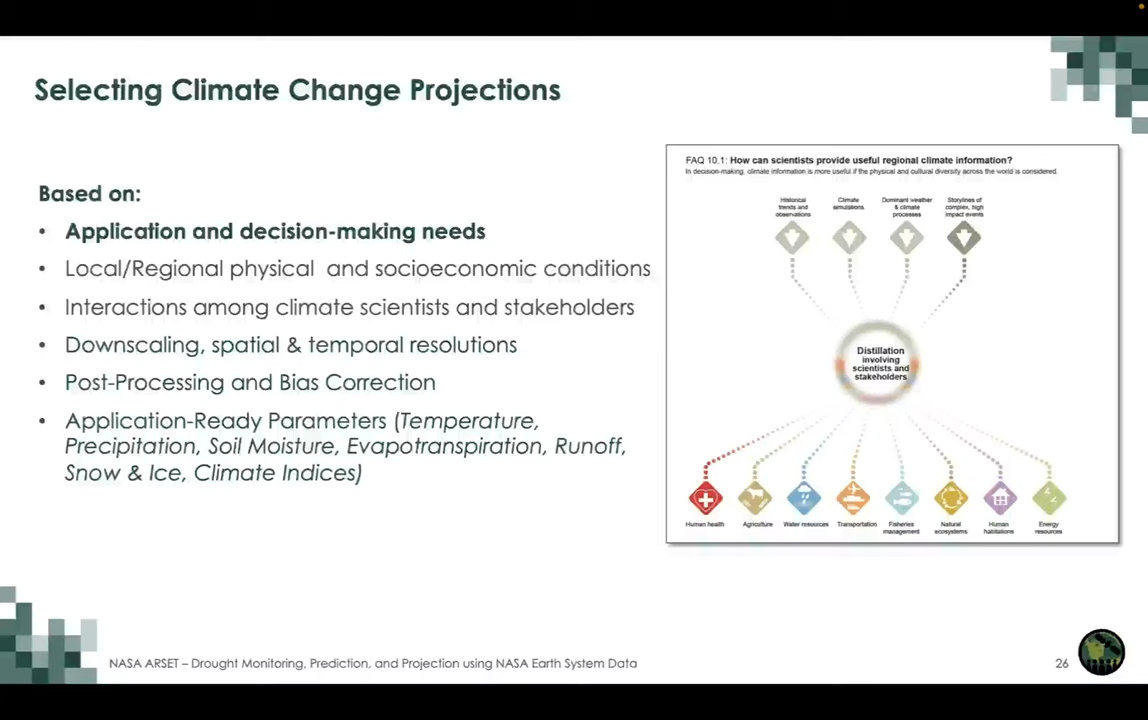 Selecting Climate Change Projections
Based on:
• Application and decision-making needs
• Local/Regional physical and socioeconomic conditions
• Interactions among climate scientists and stakeholders
• Downscaling, spatial & temporal resolutions
• Post-Processing and Bias Correction
• Application-Ready Parameters (Temperature,
Precipitation, Soil Moisture, Evapotranspiration, Runoff,
Snow & Ice, Climate Indices)
FAQ 10.1: How can scientists provide useful regional climate information?
In decision-making, climate information is more useful if the physical and cultural diversity across the world is considered.
Historical
trends and
observations
Climate
simulations
Dominant weather
& climate
processes
Storylines of
complex, high
impact events
Distillation
involving
scientists and
stakeholders
Human health
Agriculture
Water resources
Transportation
Fisheries
management
Natural
ecosystems
Human
habitations
Energy
resources
NASA ARSET – Drought Monitoring, Prediction, and Projection using NASA Earth System Data
26